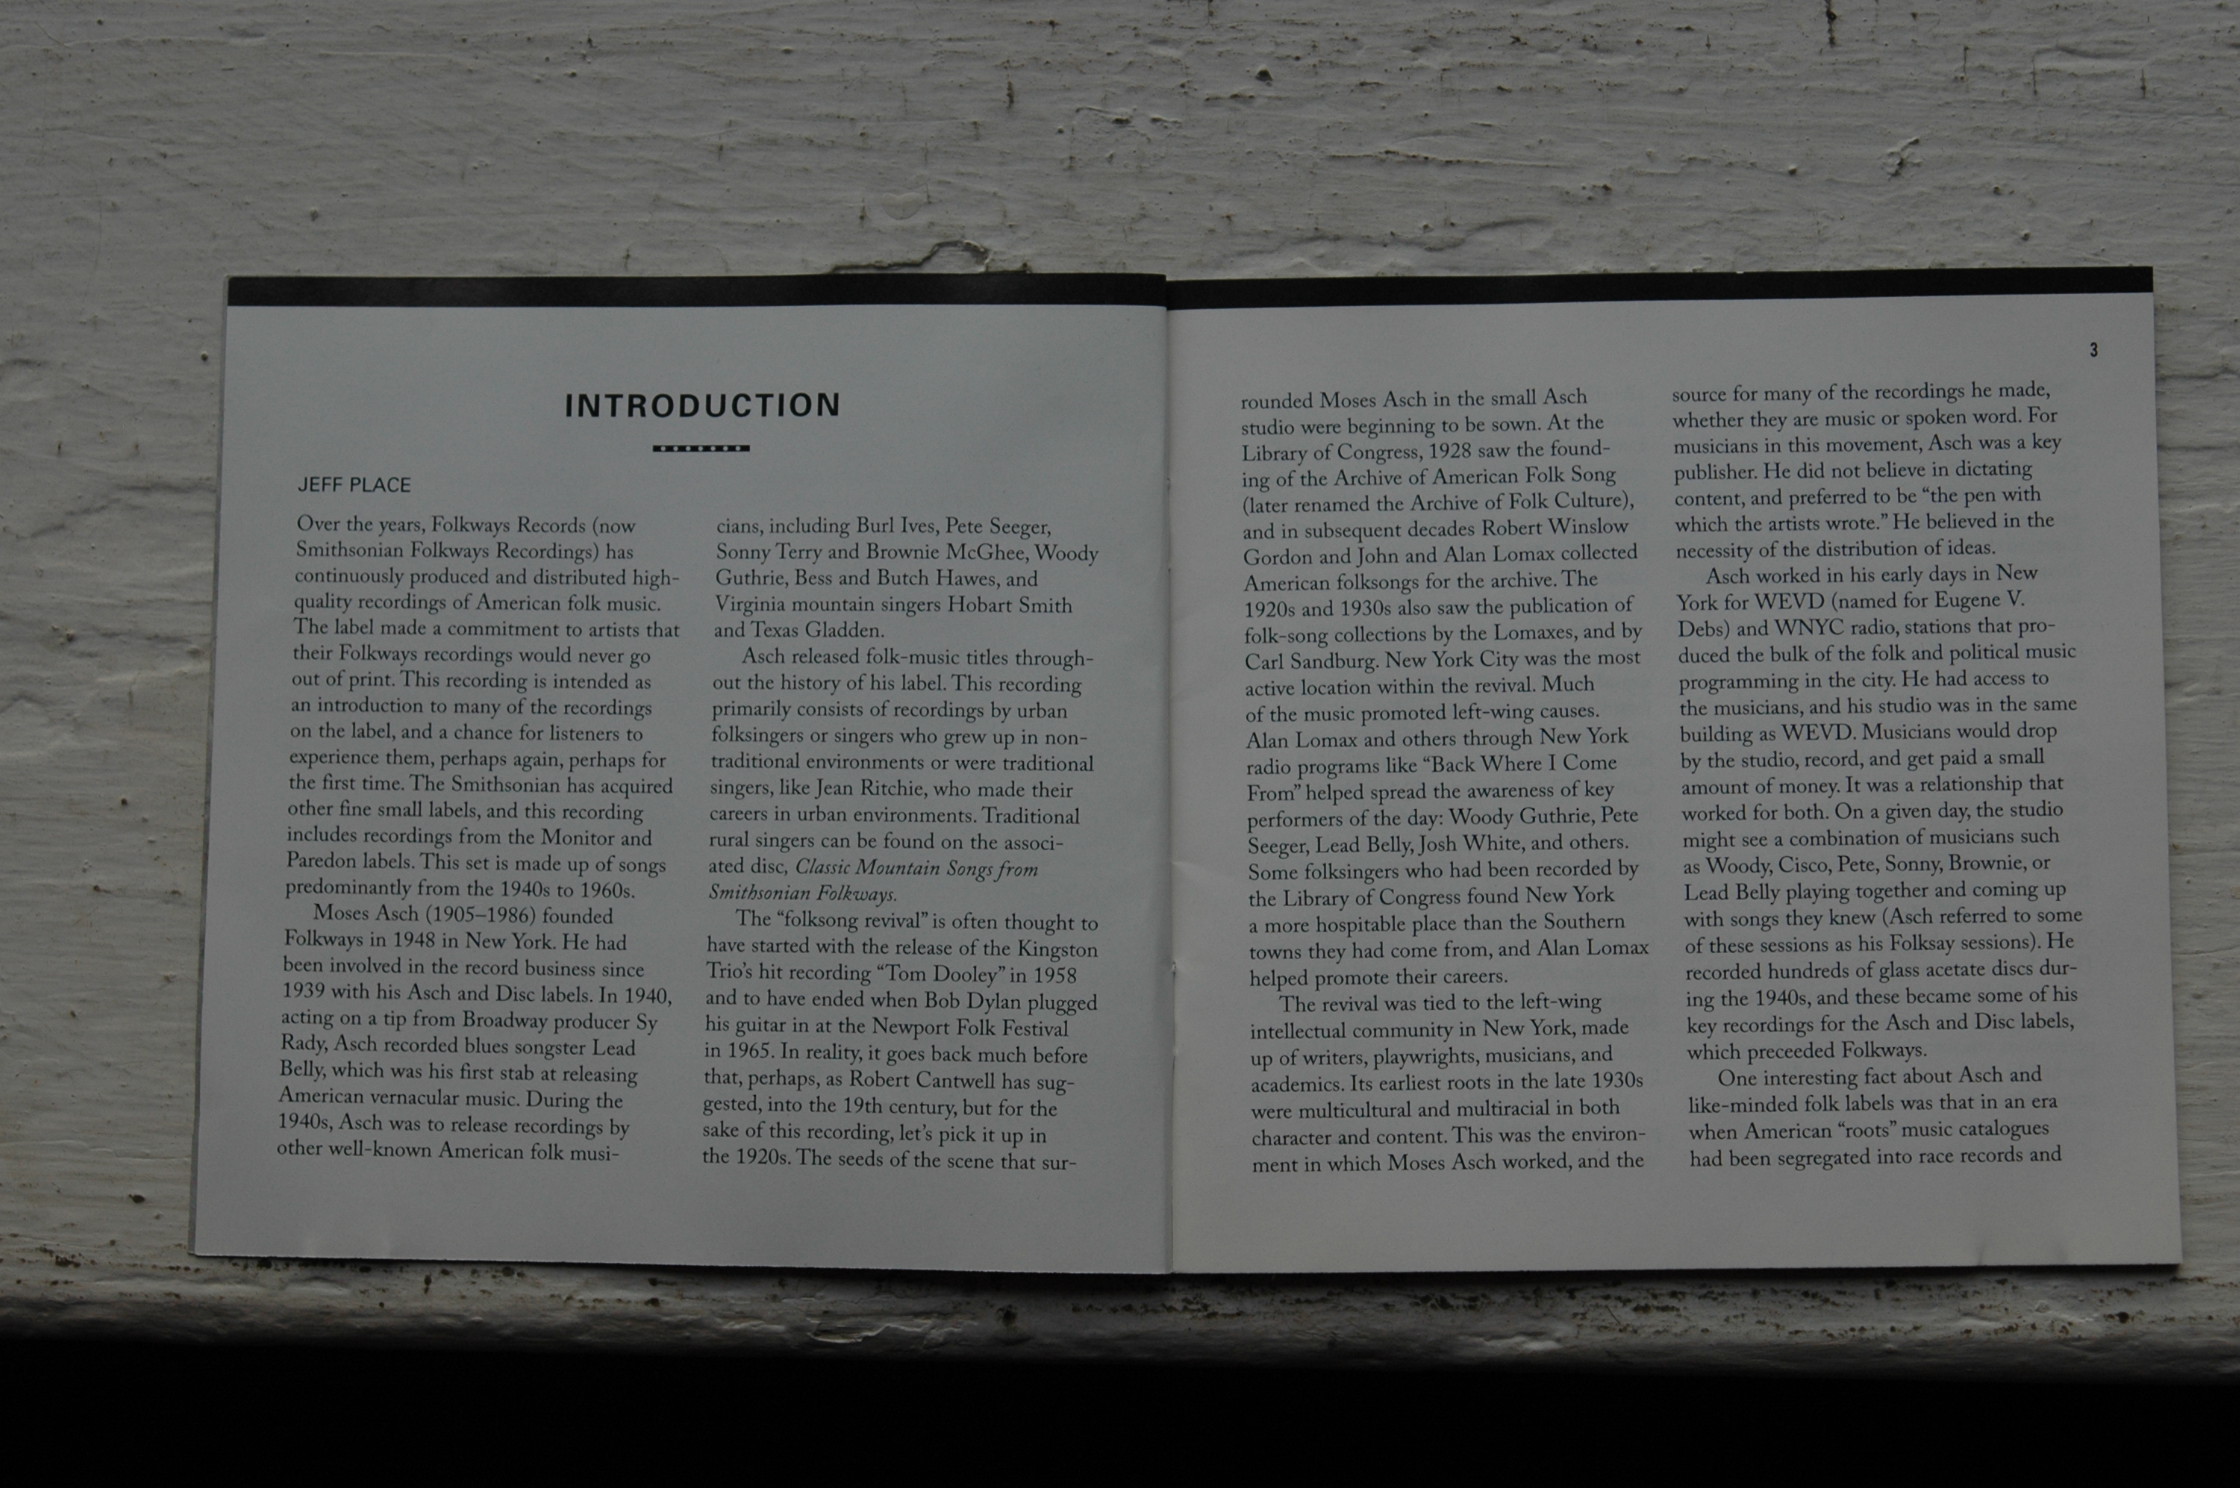 INTRODUCTION
JEFF PLACE
Over the years, Folkways Records (now
Smithsonian Folkways Recordings) has
continuously produced and distributed high-
quality recordings of American folk music.
The label made a commitment to artists that
their Folkways recordings would never go
out of print. This recording is intended as
an introduction to many of the recordings
on the label, and a chance for listeners to
experience them, perhaps again, perhaps for
the first time. The Smithsonian has acquired
other fine small labels, and this recording
includes recordings from the Monitor and
Paredon labels. This set is made up of songs
predominantly from the 1940s to 1960s.
Moses Asch (1905–1986) founded
Folkways in 1948 in New York. He had
been involved in the record business since
1939 with his Asch and Disc labels. In 1940,
acting on a tip from Broadway producer Sy
Rady, Asch recorded blues songster Lead
Belly, which was his first stab at releasing
American vernacular music. During the
1940s, Asch was to release recordings by
other well-known American folk musi-
cians, including Burl Ives, Pete Seeger,
Sonny Terry and Brownie McGhee, Woody
Guthrie, Bess and Butch Hawes, and
Virginia mountain singers Hobart Smith
and Texas Gladden.
Asch released folk-music titles through-
out the history of his label. This recording
primarily consists of recordings by urban
folksingers or singers who grew up in non-
traditional environments or were traditional
singers, like Jean Ritchie, who made their
careers in urban environments. Traditional
rural singers can be found on the associ-
ated disc, Classic Mountain Songs from
Smithsonian Folkways.
The “folksong revival” is often thought to
have started with the release of the Kingston
Trio’s hit recording “Tom Dooley” in 1958
and to have ended when Bob Dylan plugged
his guitar in at the Newport Folk Festival
in 1965. In reality, it goes back much before
that, perhaps, as Robert Cantwell has sug-
gested, into the 19th century, but for the
sake of this recording, let’s pick it up in
the 1920s. The seeds of the scene that sur-
3
rounded Moses Asch in the small Asch
studio were beginning to be sown. At the
Library of Congress, 1928 saw the found-
ing of the Archive of American Folk Song
(later renamed the Archive of Folk Culture),
and in subsequent decades Robert Winslow
Gordon and John and Alan Lomax collected
American folksongs for the archive. The
1920s and 1930s also saw the publication of
folk-song collections by the Lomaxes, and by
Carl Sandburg. New York City was the most
active location within the revival. Much
of the music promoted left-wing causes.
Alan Lomax and others through New York
radio programs like “Back Where I Come
From” helped spread the awareness of key
performers of the day: Woody Guthrie, Pete
Seeger, Lead Belly, Josh White, and others.
Some folksingers who had been recorded by
the Library of Congress found New York
a more hospitable place than the Southern
towns they had come from, and Alan Lomax
helped promote their careers.
The revival was tied to the left-wing
intellectual community in New York, made
up of writers, playwrights, musicians, and
academics. Its earliest roots in the late 1930s
were multicultural and multiracial in both
character and content. This was the environ-
ment in which Moses Asch worked, and the
source for many of the recordings he made,
whether they are music or spoken word. For
musicians in this movement, Asch was a key
publisher. He did not believe in dictating
content, and preferred to be “the pen with
which the artists wrote.” He believed in the
necessity of the distribution of ideas.
Asch worked in his early days in New
York for WEVD (named for Eugene V.
Debs) and WNYC radio, stations that pro-
duced the bulk of the folk and political music
programming in the city. He had access to
the musicians, and his studio was in the same
building as WEVD. Musicians would drop
by the studio, record, and get paid a small
amount of money. It was a relationship that
worked for both. On a given day, the studio
might see a combination of musicians such
as Woody, Cisco, Pete, Sonny, Brownie, or
Lead Belly playing together and coming up
with songs they knew (Asch referred to some
of these sessions as his Folksay sessions). He
recorded hundreds of glass acetate discs dur-
ing the 1940s, and these became some of his
key recordings for the Asch and Disc labels,
which preceeded Folkways.
One interesting fact about Asch and
like-minded folk labels was that in an era
when American “roots” music catalogues
had been segregated into race records and